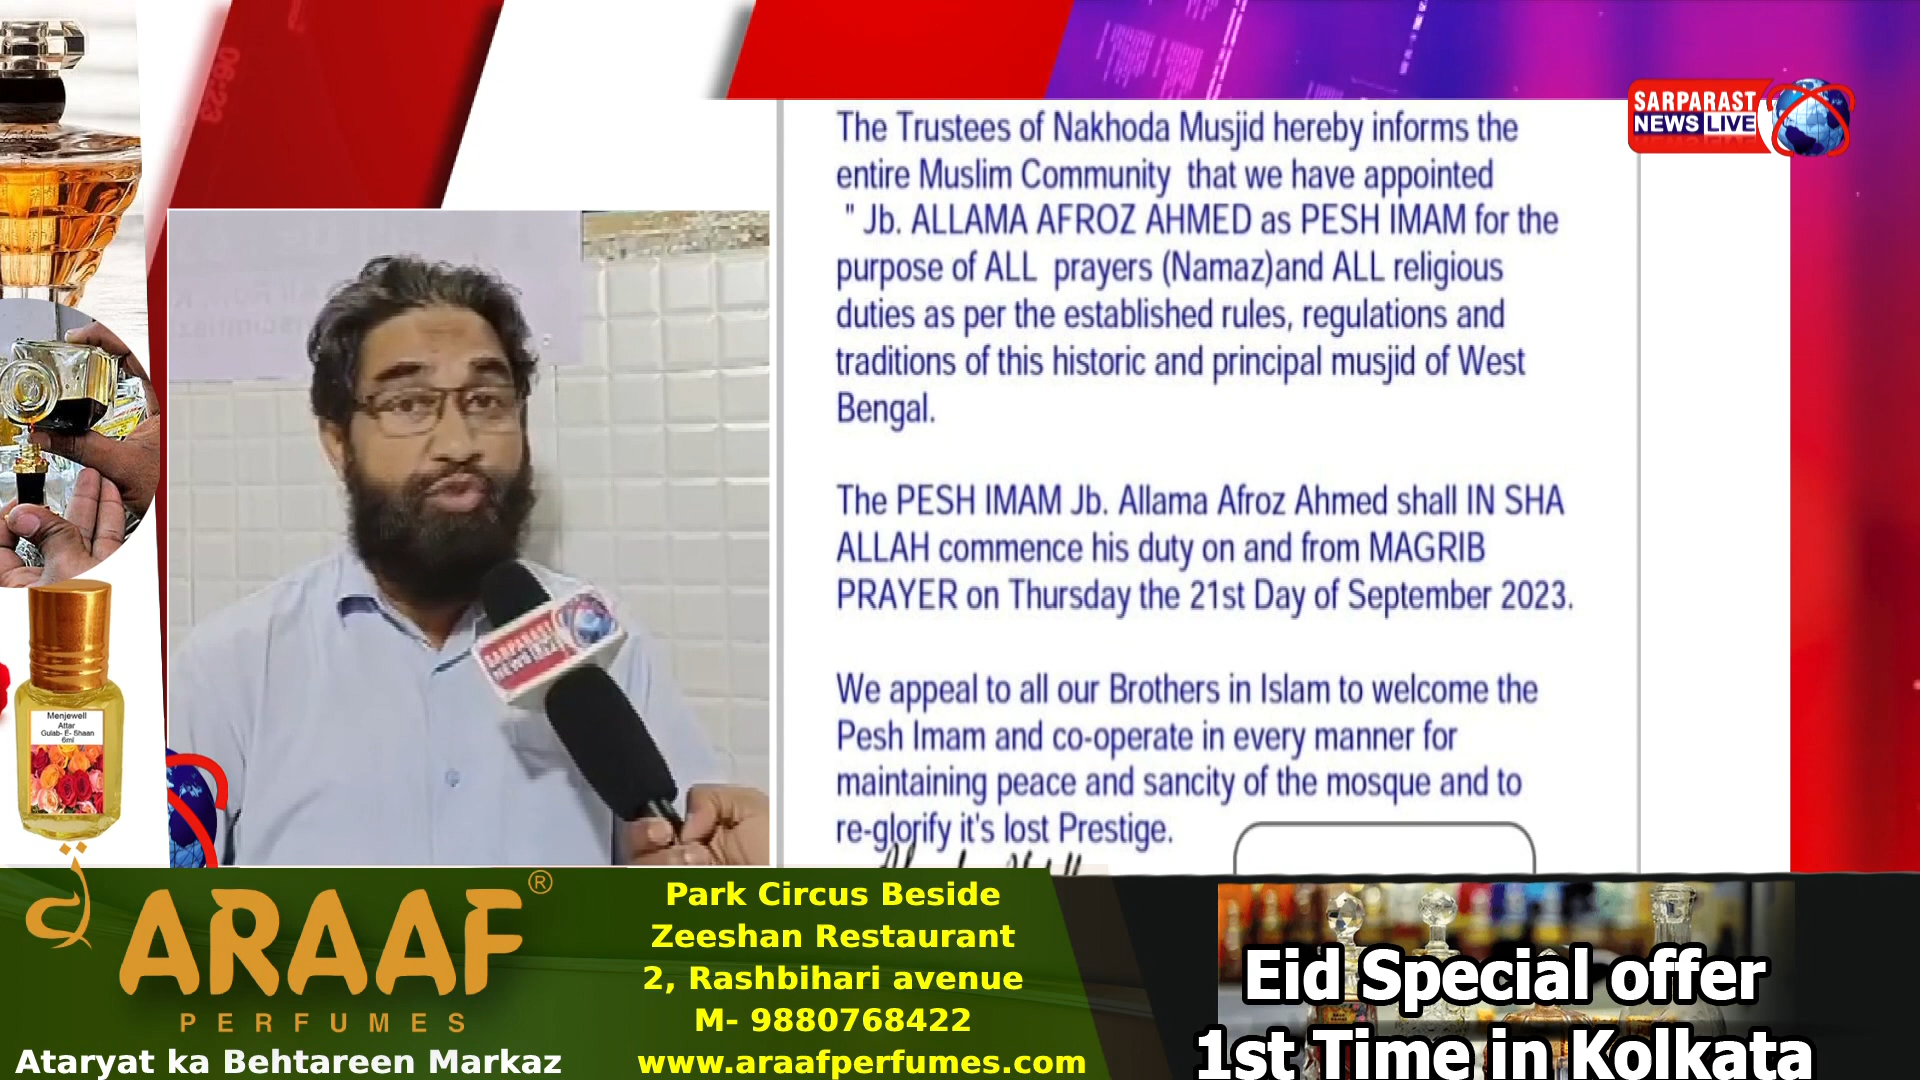 SARPARAST
NEWS LIVE
The Trustees of Nakhoda Musjid hereby informs the
entire Muslim Community that we have appointed
" Jb. ALLAMA AFROZ AHMED as PESH IMAM for the
purpose of ALL prayers (Namaz)and ALL religious
duties as per the established rules, regulations and
traditions of this historic and principal musjid of West
Bengal.
The PESH IMAM Jb. Allama Afroz Ahmed shall IN SHA
ALLAH commence his duty on and from MAGRIB
PRAYER on Thursday the 21st Day of September 2023.
We appeal to all our Brothers in Islam to welcome the
Pesh Imam and co-operate in every manner for
maintaining peace and sancity of the mosque and to
re-glorify it's lost Prestige.
SARPARAST
NEWS LIVE
Menjewell
Attar
Gulab- E- Shaan
6ml
ARAAF®
PERFUMES
Ataryat ka Behtareen Markaz
Park Circus Beside
Zeeshan Restaurant
2, Rashbihari avenue
M- 9880768422
www.araafperfumes.com
Eid Special offer
1st Time in Kolkata